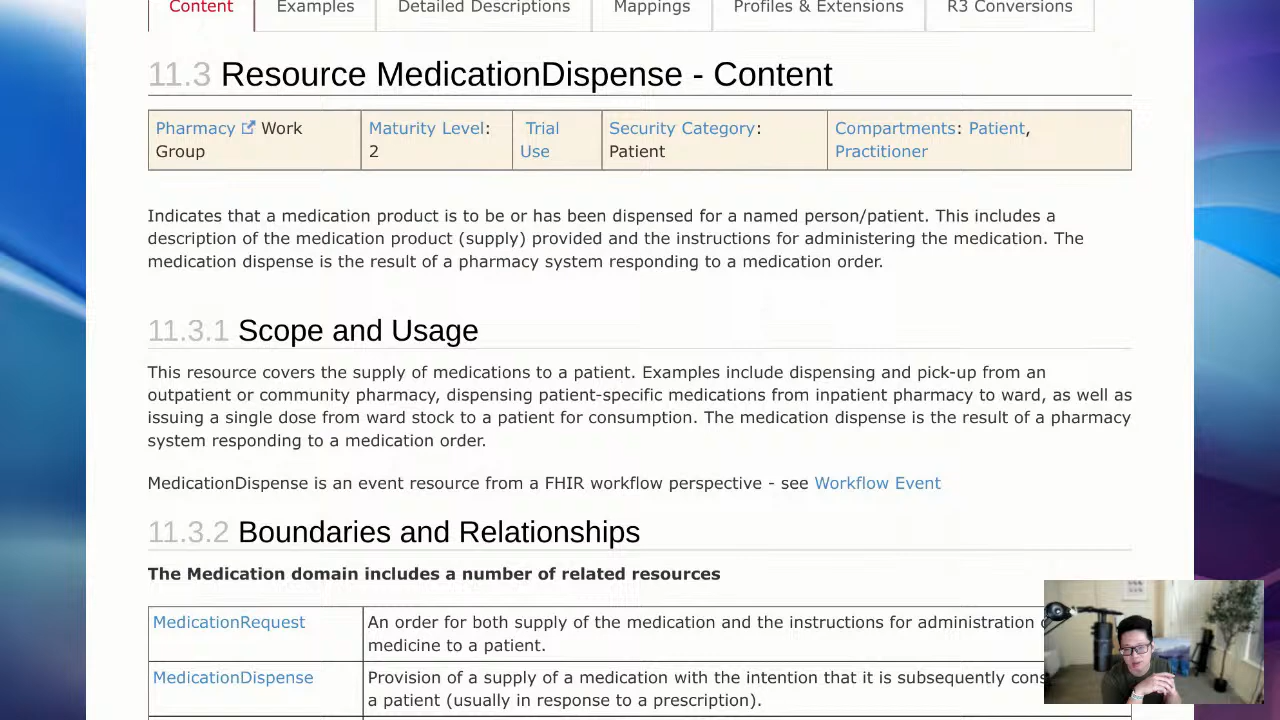 Content Examples Detailed Descriptions Mappings Profiles & Extensions R3 Conversions
11.3 Resource MedicationDispense - Content
Pharmacy Work Group Maturity Level: 2 Trial Use Security Category: Patient Compartments: Patient, Practitioner
Indicates that a medication product is to be or has been dispensed for a named person/patient. This includes a
description of the medication product (supply) provided and the instructions for administering the medication. The
medication dispense is the result of a pharmacy system responding to a medication order.
11.3.1 Scope and Usage
This resource covers the supply of medications to a patient. Examples include dispensing and pick-up from an
outpatient or community pharmacy, dispensing patient-specific medications from inpatient pharmacy to ward, as well as
issuing a single dose from ward stock to a patient for consumption. The medication dispense is the result of a pharmacy
system responding to a medication order.
MedicationDispense is an event resource from a FHIR workflow perspective - see Workflow Event
11.3.2 Boundaries and Relationships
The Medication domain includes a number of related resources
MedicationRequest An order for both supply of the medication and the instructions for administration
medicine to a patient.
MedicationDispense Provision of a supply of a medication with the intention that it is subsequently
a patient (usually in response to a prescription).